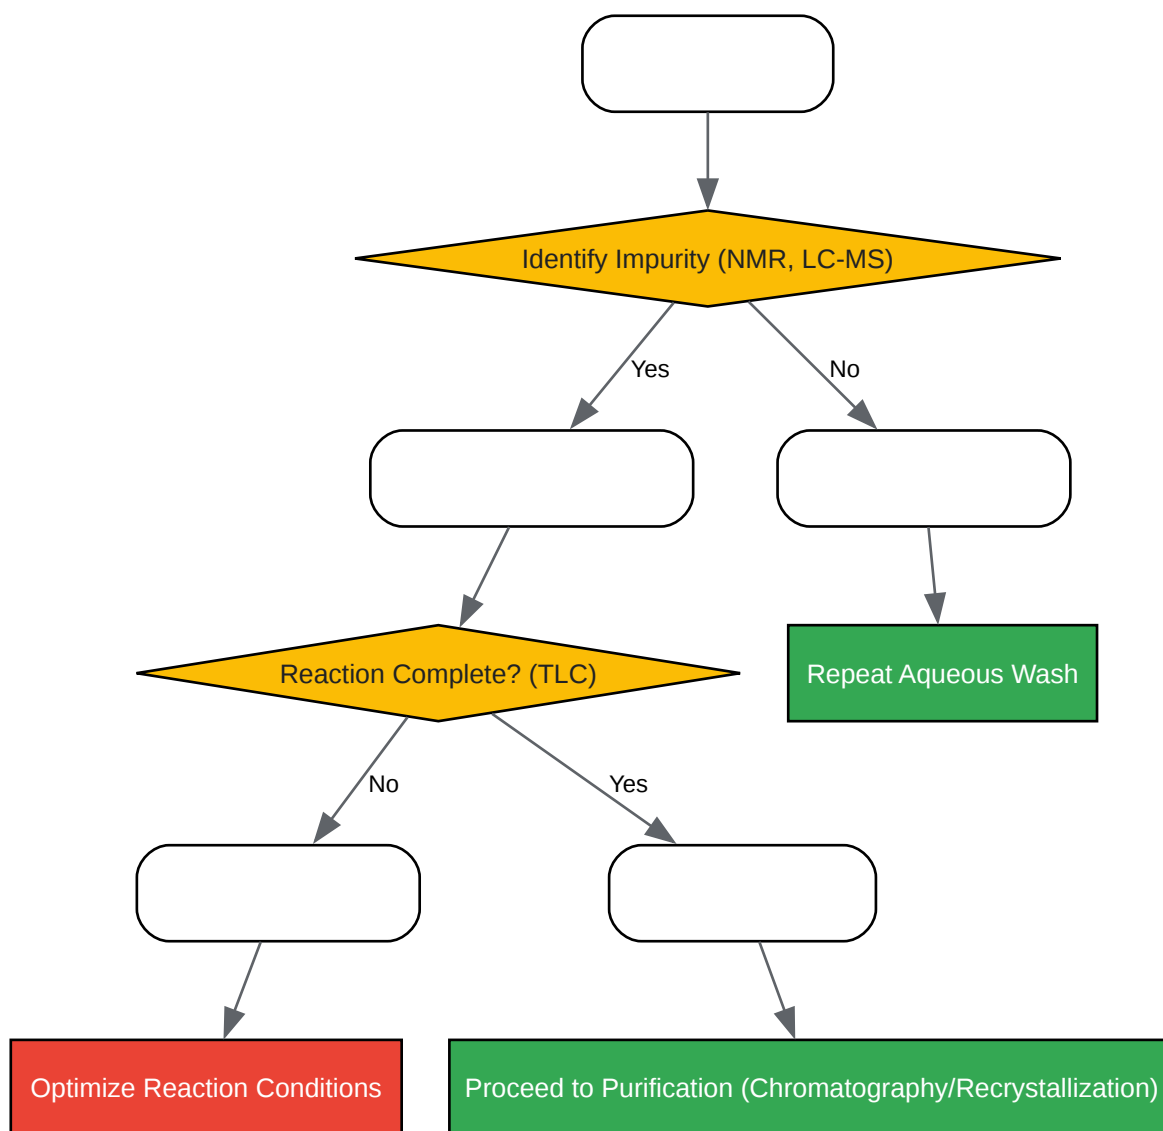 Identify Impurity (NMR, LC-MS)
Yes
No
Reaction Complete? (TLC)
Repeat Aqueous Wash
No
Yes
Optimize Reaction Conditions
Proceed to Purification (Chromatography/Recrystallization)